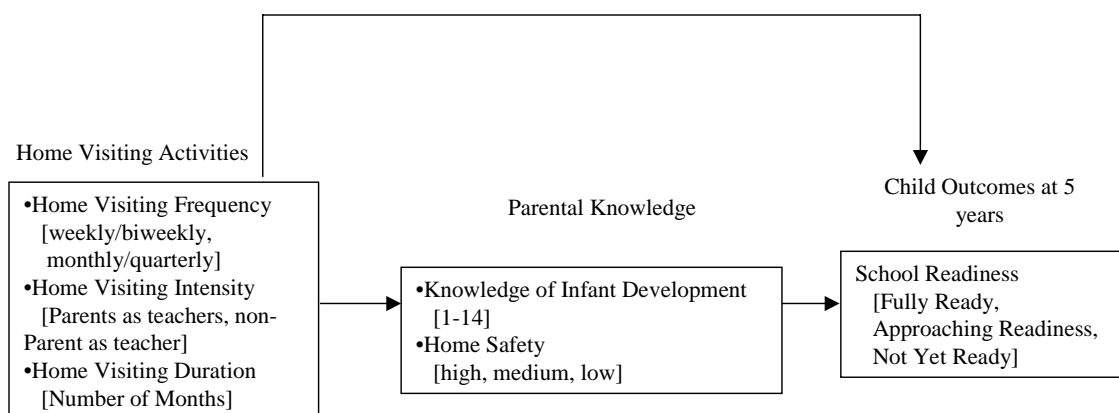 Home Visiting Activities
•Home Visiting Frequency
[weekly/biweekly,
monthly/quarterly]
•Home Visiting Intensity
[Parents as teachers, non-
Parent as teacher]
•Home Visiting Duration
[Number of Months]
Parental Knowledge
•Knowledge of Infant Development
[1-14]
•Home Safety
[high, medium, low]
Child Outcomes at 5
years
School Readiness
[Fully Ready,
Approaching Readiness,
Not Yet Ready]